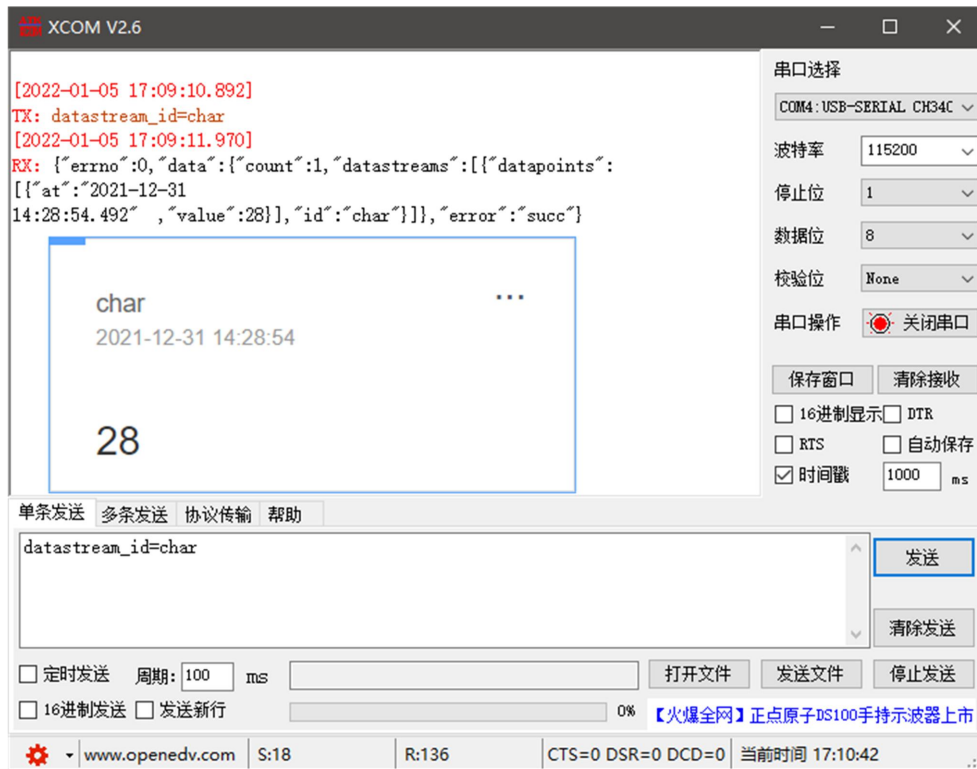 XCOM V2.6
[2022-01-05 17:09:10.892]
TX: datastream_id=char
[2022-01-05 17:09:11.970]
RX: {"errno":0,"data":{"count":1,"datastreams":[{"datapoints":
[{"at":"2021-12-31
14:28:54.492" ,"value":28}],"id":"char"}]},"error":"succ"}
char
...
2021-12-31 14:28:54
28
串口选择
COM4:USB-SERIAL CH340
波特率 115200
停止位 1
数据位 8
校验位 None
串口操作 关闭串口
保存窗口 清除接收
16进制显示 DTR
RTS 自动保存
时间戳 1000 ms
单条发送 多条发送 协议传输 帮助
datastream_id=char
发送
清除发送
定时发送 周期: 100 ms 打开文件 发送文件 停止发送
16进制发送 发送新行 0% 【火爆全网】正点原子DS100手持示波器上市
www.openedv.com S:18 R:136 CTS=0 DSR=0 DCD=0 当前时间 17:10:42